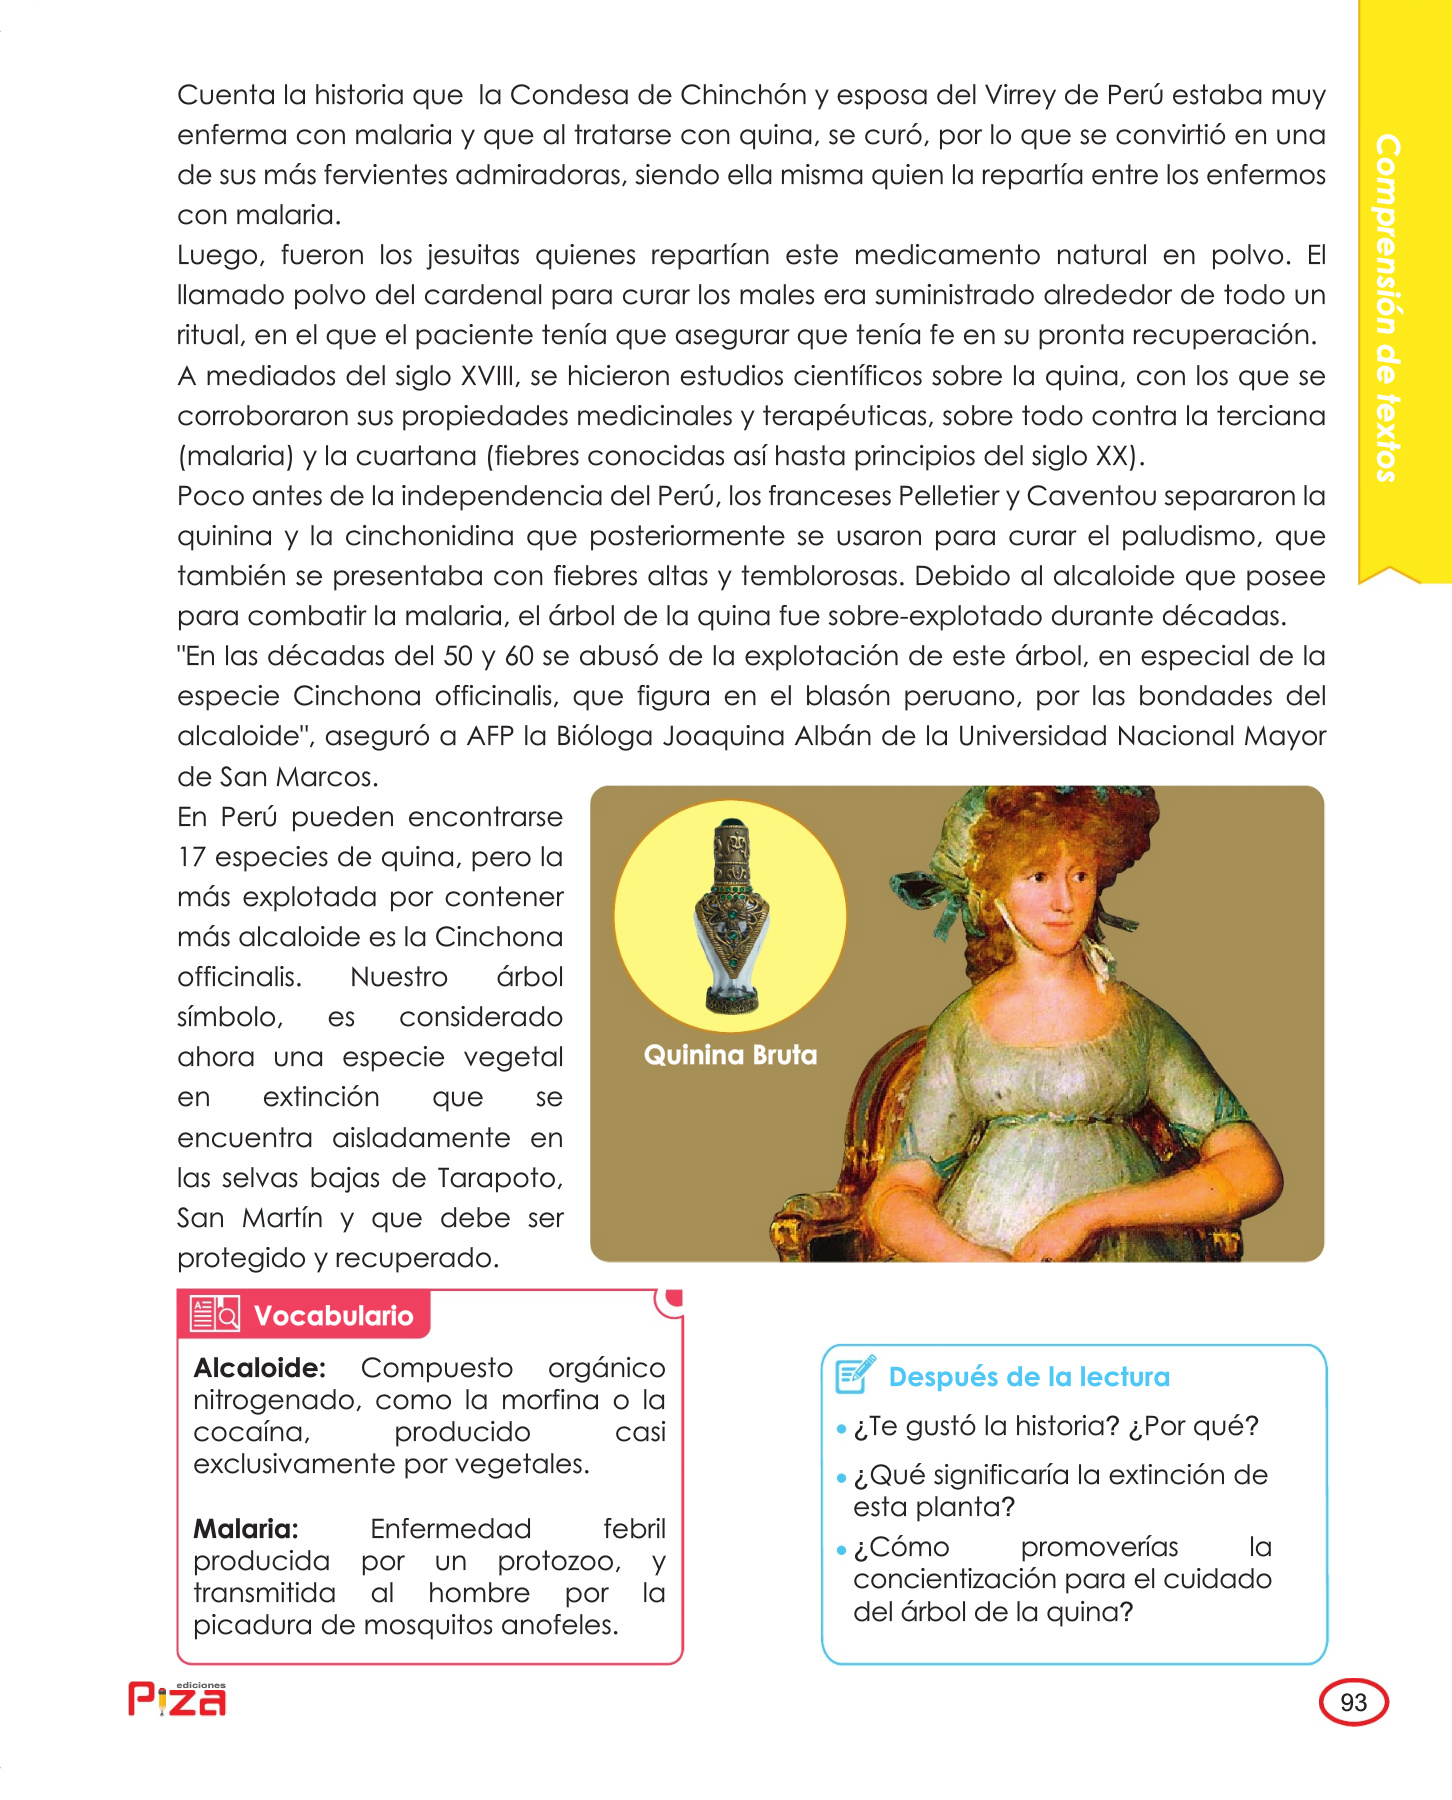 Cuenta la historia que la Condesa de Chinchón y esposa del Virrey de Perú estaba muy
enferma con malaria y que al tratarse con quina, se curó, por lo que se convirtió en una
de sus más fervientes admiradoras, siendo ella misma quien la repartía entre los enfermos
con malaria.
Luego, fueron los jesuitas quienes repartían este medicamento natural en polvo. El
llamado polvo del cardenal para curar los males era suministrado alrededor de todo un
ritual, en el que el paciente tenía que asegurar que tenía fe en su pronta recuperación.
A mediados del siglo XVIII, se hicieron estudios científicos sobre la quina, con los que se
corroboraron sus propiedades medicinales y terapéuticas, sobre todo contra la terciana
(malaria) y la cuartana (fiebres conocidas así hasta principios del siglo XX).
Poco antes de la independencia del Perú, los franceses Pelletier y Caventou separaron la
quinina y la cinchonidina que posteriormente se usaron para curar el paludismo, que
también se presentaba con fiebres altas y temblorosas. Debido al alcaloide que posee
para combatir la malaria, el árbol de la quina fue sobre-explotado durante décadas.
"En las décadas del 50 y 60 se abusó de la explotación de este árbol, en especial de la
especie Cinchona officinalis, que figura en el blasón peruano, por las bondades del
alcaloide", aseguró a AFP la Bióloga Joaquina Albán de la Universidad Nacional Mayor
de San Marcos.
En Perú pueden encontrarse
17 especies de quina, pero la
más explotada por contener
más alcaloide es la Cinchona
officinalis. Nuestro árbol
símbolo, es considerado
ahora una especie vegetal
en extinción que se
encuentra aisladamente en
las selvas bajas de Tarapoto,
San Martín y que debe ser
protegido y recuperado.
Quinina Bruta
Comprensión de textos
Vocabulario
Alcaloide: Compuesto orgánico
nitrogenado, como la morfina o la
cocaína, producido casi
exclusivamente por vegetales.
Malaria: Enfermedad febril
producida por un protozoo, y
transmitida al hombre por la
picadura de mosquitos anofeles.
Después de la lectura
• ¿Te gustó la historia? ¿Por qué?
• ¿Qué significaría la extinción de
esta planta?
• ¿Cómo promoverías la
concientización para el cuidado
del árbol de la quina?
ediciones
Piza
93